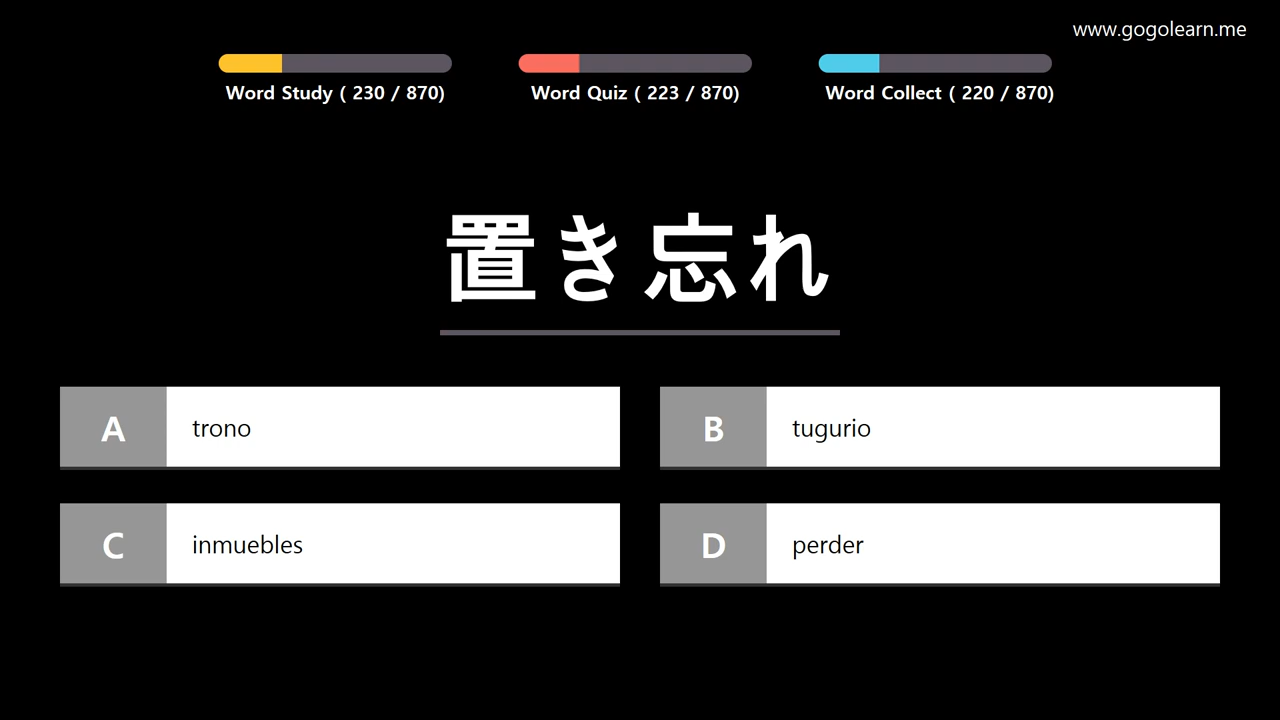 www.gogolearn.me
Word Study ( 230 / 870)
Word Quiz ( 223 / 870)
Word Collect ( 220 / 870)
置き忘れ
A trono
B tugurio
C inmuebles
D perder